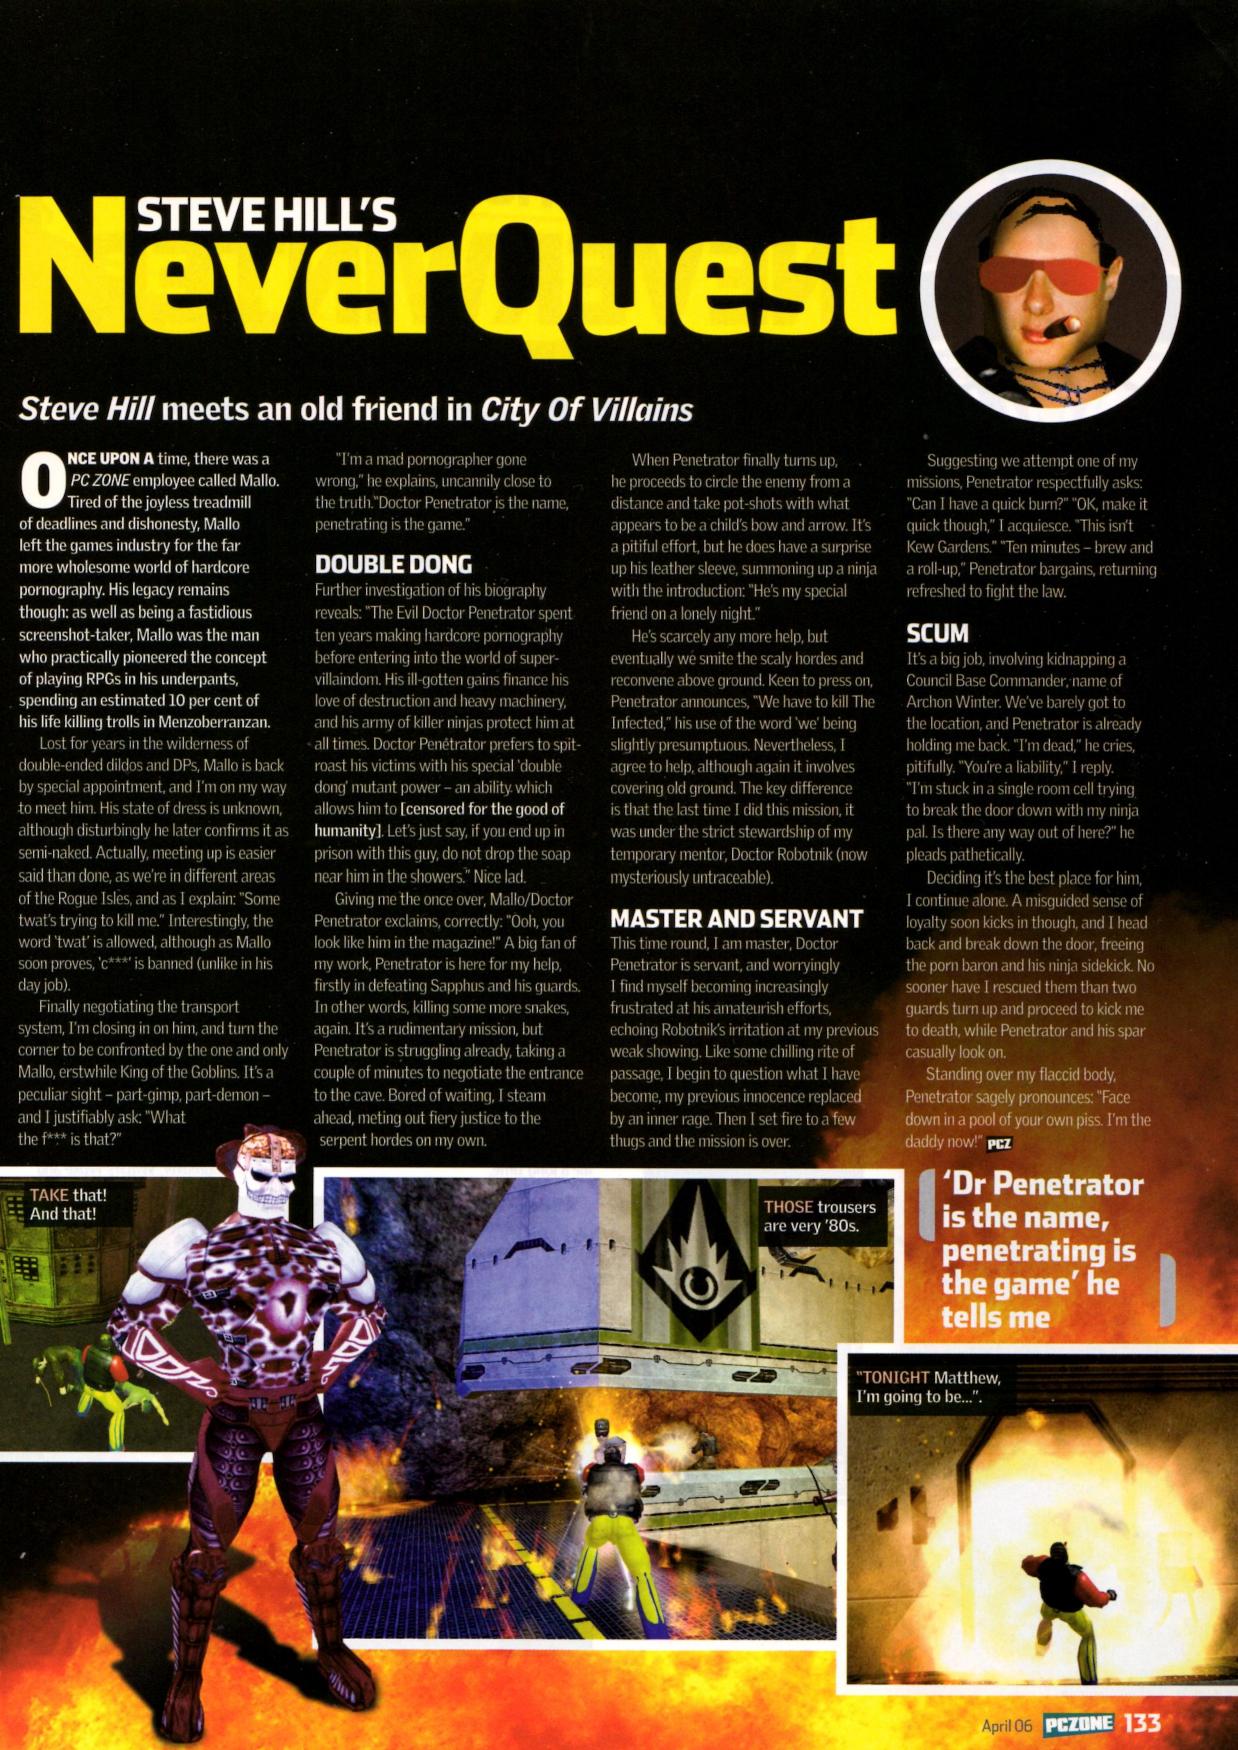 STEVE HILL'S
NeverQuest
Steve Hill meets an old friend in City Of Villains
ONCE UPON A time, there was a
PC ZONE employee called Mallo.
Tired of the joyless treadmill
of deadlines and dishonesty, Mallo
left the games industry for the far
more wholesome world of hardcore
pornography. His legacy remains
though: as well as being a fastidious
screenshot-taker, Mallo was the man
who practically pioneered the concept
of playing RPGs in his underpants,
spending an estimated 10 per cent of
his life killing trolls in Menzoberranzan.
Lost for years in the wilderness of
double-ended dildos and DPs, Mallo is back
by special appointment, and I'm on my way
to meet him. His state of dress is unknown,
although disturbingly he later confirms it as
semi-naked. Actually, meeting up is easier
said than done, as we're in different areas
of the Rogue Isles, and as I explain: "Some
twat's trying to kill me." Interestingly, the
word 'twat' is allowed, although as Mallo
soon proves, 'c***' is banned (unlike in his
day job).
Finally negotiating the transport
system, I'm closing in on him, and turn the
corner to be confronted by the one and only
Mallo, erstwhile King of the Goblins. It's a
peculiar sight – part-gimp, part-demon –
and I justifiably ask: "What
the f*** is that?"
"I'm a mad pornographer gone
wrong," he explains, uncannily close to
the truth."Doctor Penetrator is the name,
penetrating is the game."
DOUBLE DONG
Further investigation of his biography
reveals: "The Evil Doctor Penetrator spent
ten years making hardcore pornography
before entering into the world of super-
villaindom. His ill-gotten gains finance his
love of destruction and heavy machinery,
and his army of killer ninjas protect him at
all times. Doctor Penetrator prefers to spit-
roast his victims with his special 'double
dong' mutant power – an ability which
allows him to [censored for the good of
humanity]. Let's just say, if you end up in
prison with this guy, do not drop the soap
near him in the showers." Nice lad.
Giving me the once over, Mallo/Doctor
Penetrator exclaims, correctly: "Ooh, you
look like him in the magazine!" A big fan of
my work, Penetrator is here for my help,
firstly in defeating Sapphus and his guards.
In other words, killing some more snakes,
again. It's a rudimentary mission, but
Penetrator is struggling already, taking a
couple of minutes to negotiate the entrance
to the cave. Bored of waiting, I steam
ahead, meting out fiery justice to the
serpent hordes on my own.
When Penetrator finally turns up,
he proceeds to circle the enemy from a
distance and take pot-shots with what
appears to be a child's bow and arrow. It's
a pitiful effort, but he does have a surprise
up his leather sleeve, summoning up a ninja
with the introduction: "He's my special
friend on a lonely night."
He's scarcely any more help, but
eventually we smite the scaly hordes and
reconvene above ground. Keen to press on,
Penetrator announces, "We have to kill The
Infected," his use of the word 'we' being
slightly presumptuous. Nevertheless, I
agree to help, although again it involves
covering old ground. The key difference
is that the last time I did this mission, it
was under the strict stewardship of my
temporary mentor, Doctor Robotnik (now
mysteriously untraceable).
MASTER AND SERVANT
This time round, I am master, Doctor
Penetrator is servant, and worryingly
I find myself becoming increasingly
frustrated at his amateurish efforts,
echoing Robotnik's irritation at my previous
weak showing. Like some chilling rite of
passage, I begin to question what I have
become, my previous innocence replaced
by an inner rage. Then I set fire to a few
thugs and the mission is over.
Suggesting we attempt one of my
missions, Penetrator respectfully asks:
"Can I have a quick burn?" "OK, make it
quick though," I acquiesce. "This isn't
Kew Gardens." "Ten minutes – brew and
a roll-up," Penetrator bargains, returning
refreshed to fight the law.
SCUM
It's a big job, involving kidnapping a
Council Base Commander, name of
Archon Winter. We've barely got to
the location, and Penetrator is already
holding me back. "I'm dead," he cries,
pitifully. "You're a liability," I reply.
"I'm stuck in a single room cell trying
to break the door down with my ninja
pal. Is there any way out of here?" he
pleads pathetically.
Deciding it's the best place for him,
I continue alone. A misguided sense of
loyalty soon kicks in though, and I head
back and break down the door, freeing
the porn baron and his ninja sidekick. No
sooner have I rescued them than two
guards turn up and proceed to kick me
to death, while Penetrator and his spar
casually look on.
Standing over my flaccid body,
Penetrator sagely pronounces: "Face
down in a pool of your own piss. I'm the
daddy now!" PCZ
TAKE that!
And that!
THOSE trousers
are very '80s.
'Dr Penetrator
is the name,
penetrating is
the game' he
tells me
"TONIGHT Matthew,
I'm going to be...".
April 06 PCZONE 133